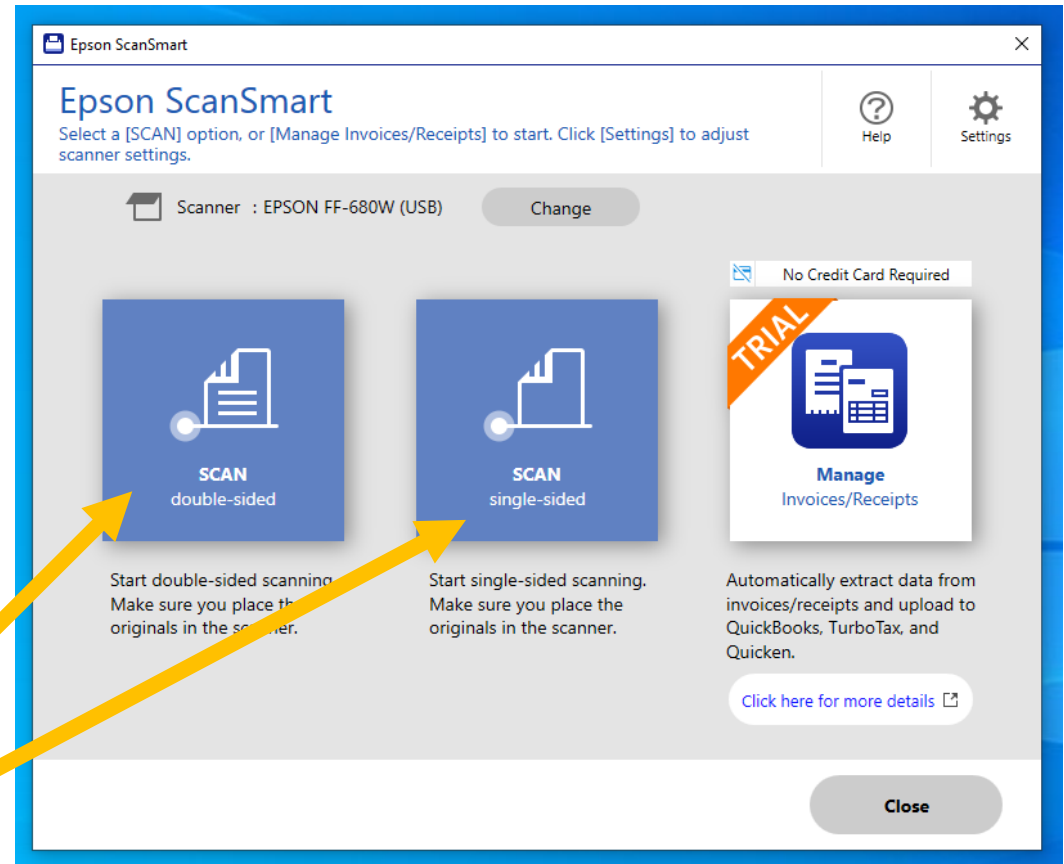 Epson ScanSmart
Epson ScanSmart
Select a [SCAN] option, or [Manage Invoices/Receipts] to start. Click [Settings] to adjust
scanner settings.
Help
Settings
Scanner : EPSON FF-680W (USB)
Change
No Credit Card Required
SCAN
double-sided
SCAN
single-sided
TRIAL
Manage
Invoices/Receipts
Start double-sided scanning.
Make sure you place the
originals in the scanner.
Start single-sided scanning.
Make sure you place the
originals in the scanner.
Automatically extract data from
invoices/receipts and upload to
QuickBooks, TurboTax, and
Quicken.
Click here for more details
Close